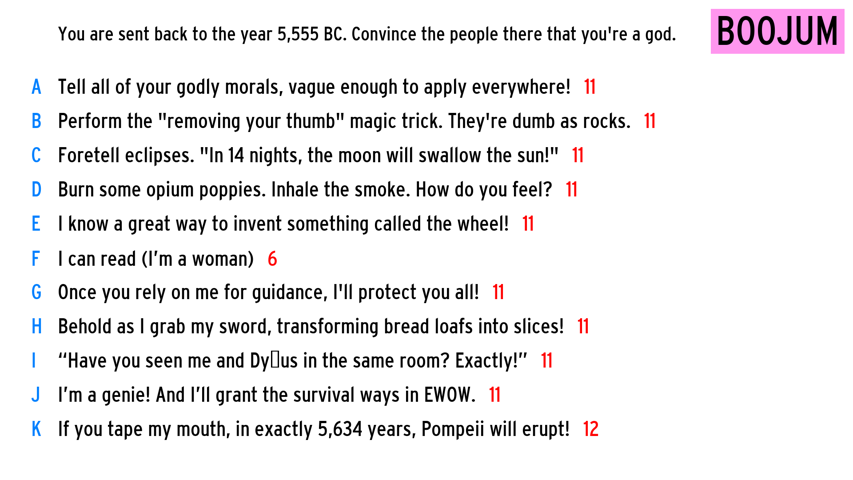 You are sent back to the year 5,555 BC. Convince the people there that you're a god.
BOOJUM
A Tell all of your godly morals, vague enough to apply everywhere! 11
B Perform the "removing your thumb" magic trick. They're dumb as rocks. 11
C Foretell eclipses. "In 14 nights, the moon will swallow the sun!" 11
D Burn some opium poppies. Inhale the smoke. How do you feel? 11
E I know a great way to invent something called the wheel! 11
F I can read (I’m a woman) 6
G Once you rely on me for guidance, I'll protect you all! 11
H Behold as I grab my sword, transforming bread loafs into slices! 11
I “Have you seen me and Dy▯us in the same room? Exactly!” 11
J I’m a genie! And I’ll grant the survival ways in EWOW. 11
K If you tape my mouth, in exactly 5,634 years, Pompeii will erupt! 12